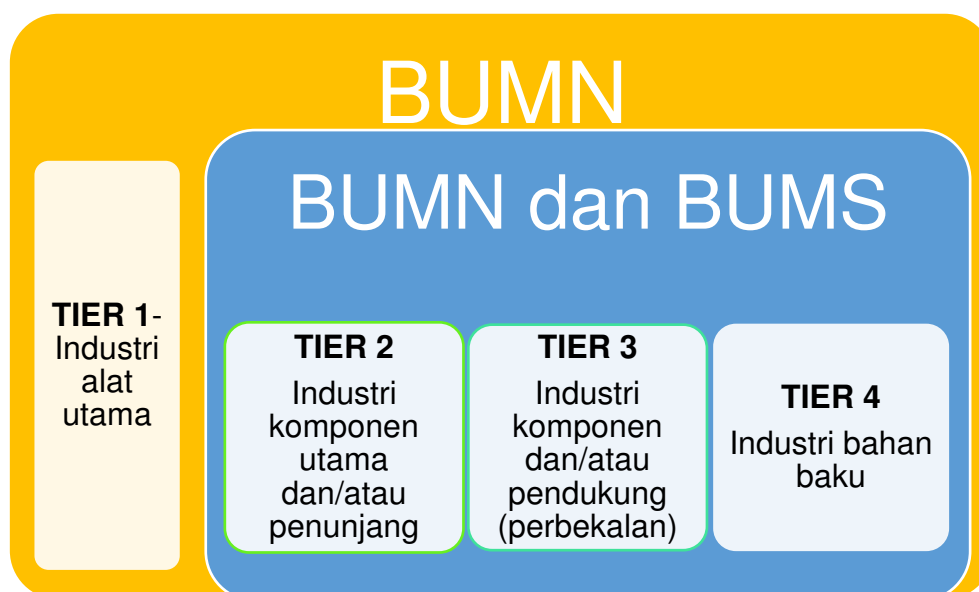 BUMN
BUMN dan BUMS
TIER 1-
Industri
alat
utama
TIER 2
Industri
komponen
utama
dan/atau
penunjang
TIER 3
Industri
komponen
dan/atau
pendukung
(perbekalan)
TIER 4
Industri bahan
baku